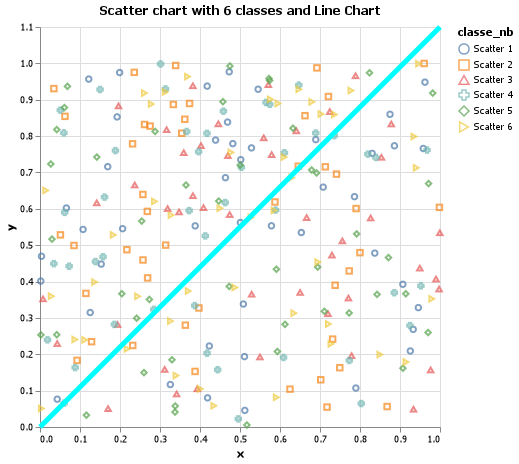 Scatter chart with 6 classes and Line Chart
1.1
1.0
0.9
0.8
0.7
0.6
0.5
0.4
0.3
0.2
0.1
0.0
y
0.0 0.1 0.2 0.3 0.4 0.5 0.6 0.7 0.8 0.9 1.0
x
classe_nb
Scatter 1
Scatter 2
Scatter 3
Scatter 4
Scatter 5
Scatter 6